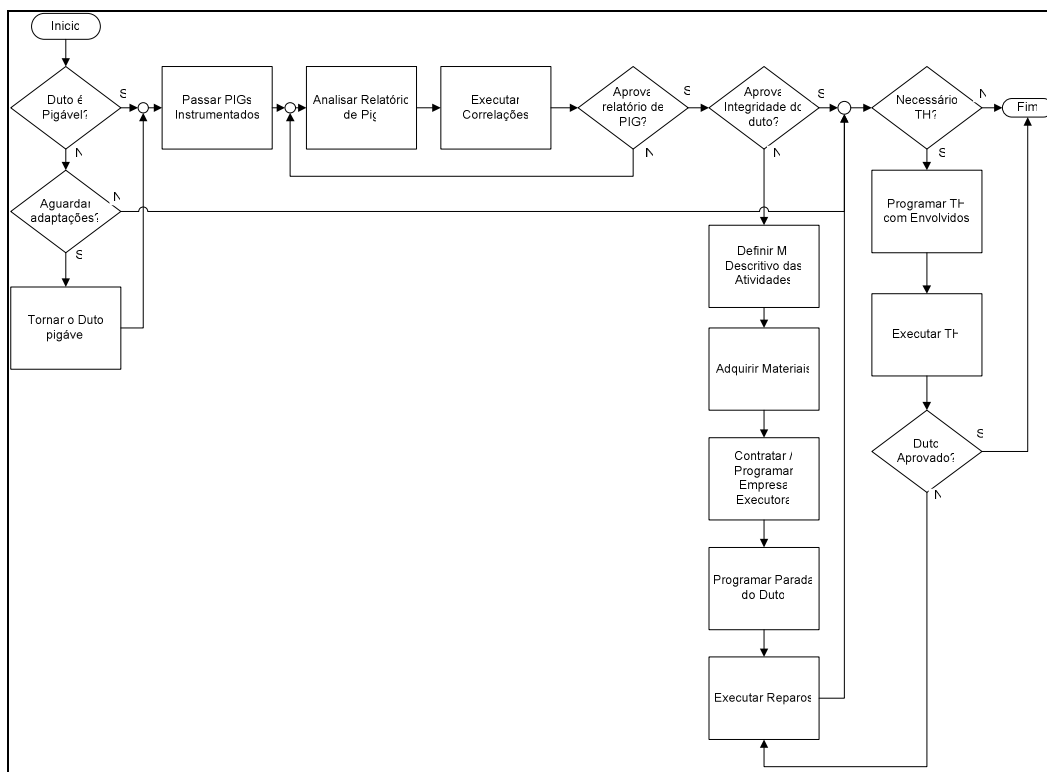 Inicio
Duto é
Pigável?
S
N
Passar PIGs
Instrumentados
Analisar Relatório
de Pig
Executar
Correlações
Aprova
relatório de
PIG?
S
N
Aprova
Integridade do
duto?
S
N
Necessário
TH?
N
S
Fim
Aguardar
adaptações?
N
S
Tornar o Duto
pigáve
Programar TH
com Envolvidos
Executar TH
Duto
Aprovado?
S
N
Definir M
Descritivo das
Atividades
Adquirir Materiais
Contratar /
Programar
Empresa
Executora
Programar Parada
do Duto
Executar Reparos